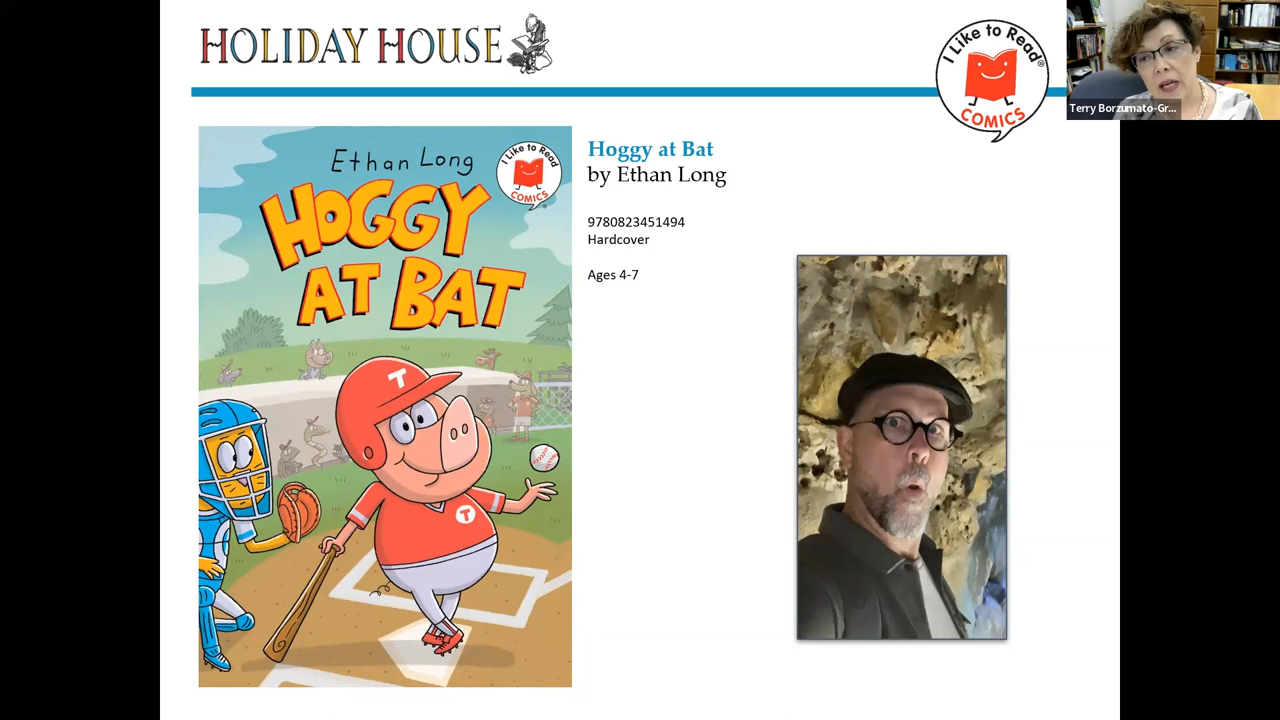 HOLIDAY HOUSE
I Like to Read®
COMICS
Terry Borzumato-Gr...
Ethan Long
HOGGY
AT BAT
I Like to Read
COMICS
T
T
Hoggy at Bat
by Ethan Long
9780823451494
Hardcover
Ages 4-7